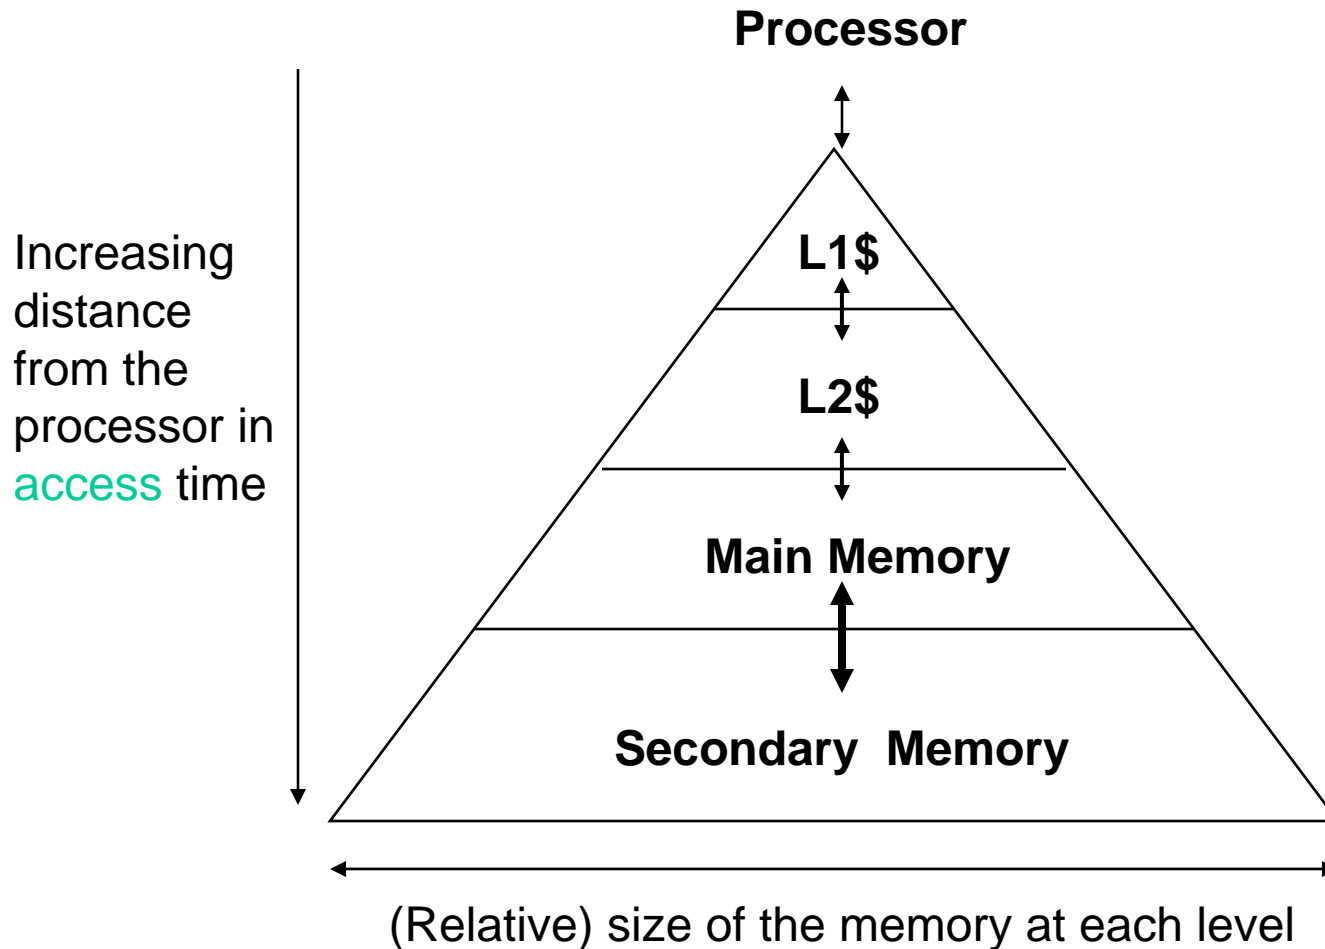 Processor
L1$
Increasing
distance
from the
processor in
access time
L2$
Main Memory
Secondary Memory
(Relative) size of the memory at each level